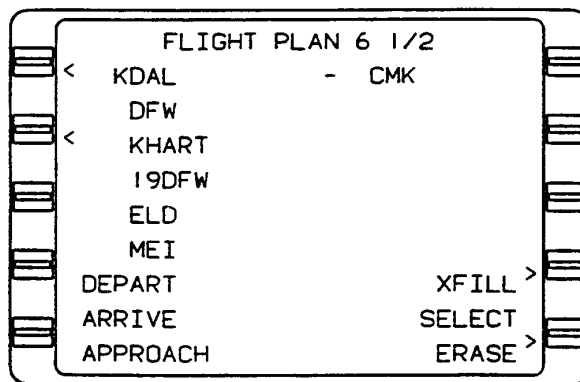 FLIGHT PLAN 6 1/2
< KDAL - CMK
DFW
< KHART
19DFW
ELD
MEI
DEPART XFILL >
ARRIVE SELECT
APPROACH ERASE >